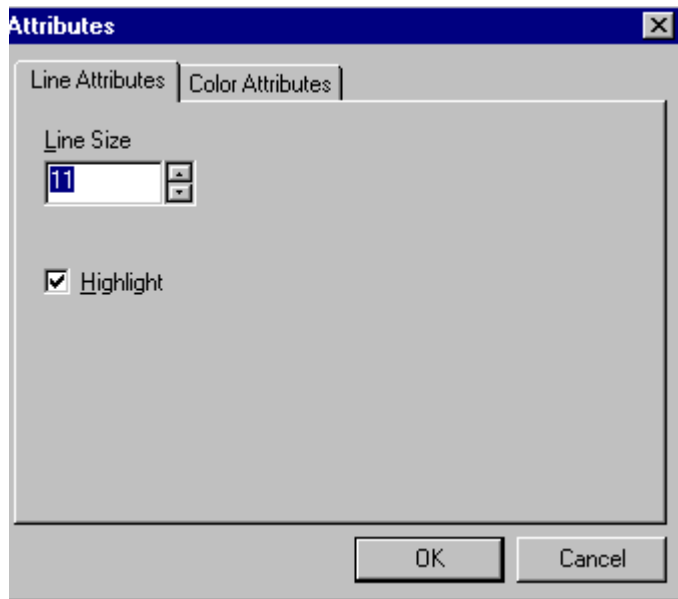 Attributes
Line Attributes Color Attributes
Line Size
11
Highlight
OK Cancel